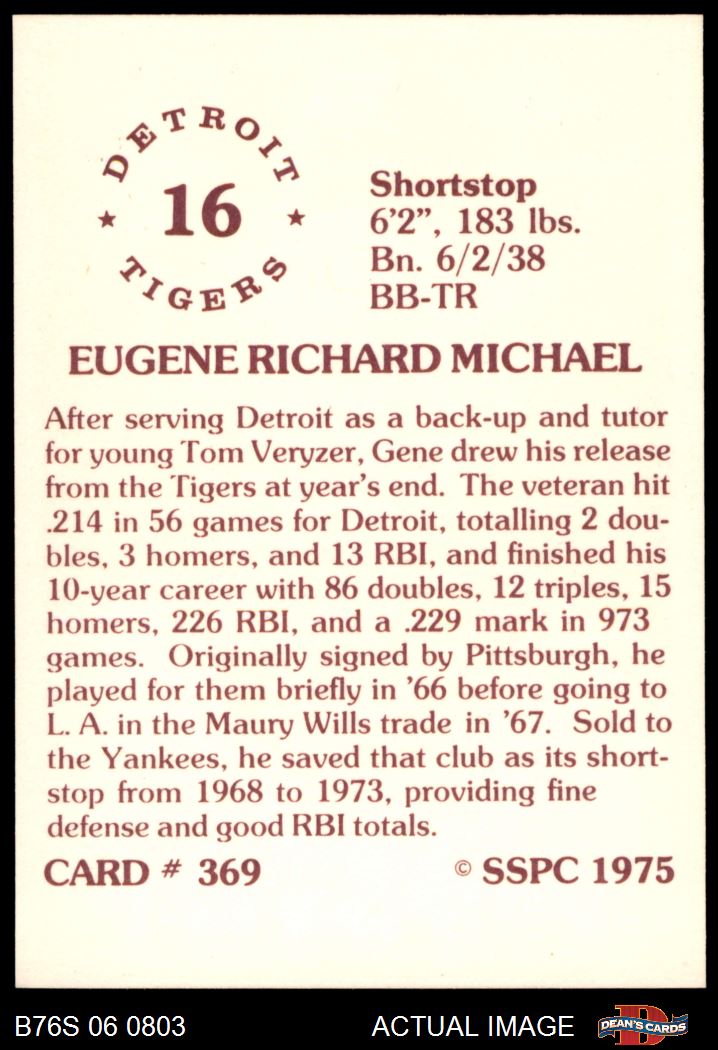 DETROIT
16
TIGERS
Shortstop
6'2", 183 lbs.
Bn. 6/2/38
BB-TR
EUGENE RICHARD MICHAEL
After serving Detroit as a back-up and tutor
for young Tom Veryzer, Gene drew his release
from the Tigers at year's end. The veteran hit
.214 in 56 games for Detroit, totalling 2 dou-
bles, 3 homers, and 13 RBI, and finished his
10-year career with 86 doubles, 12 triples, 15
homers, 226 RBI, and a .229 mark in 973
games. Originally signed by Pittsburgh, he
played for them briefly in '66 before going to
L. A. in the Maury Wills trade in '67. Sold to
the Yankees, he saved that club as its short-
stop from 1968 to 1973, providing fine
defense and good RBI totals.
CARD # 369
© SSPC 1975
B76S 06 0803
ACTUAL IMAGE
D
DEAN'S CARDS